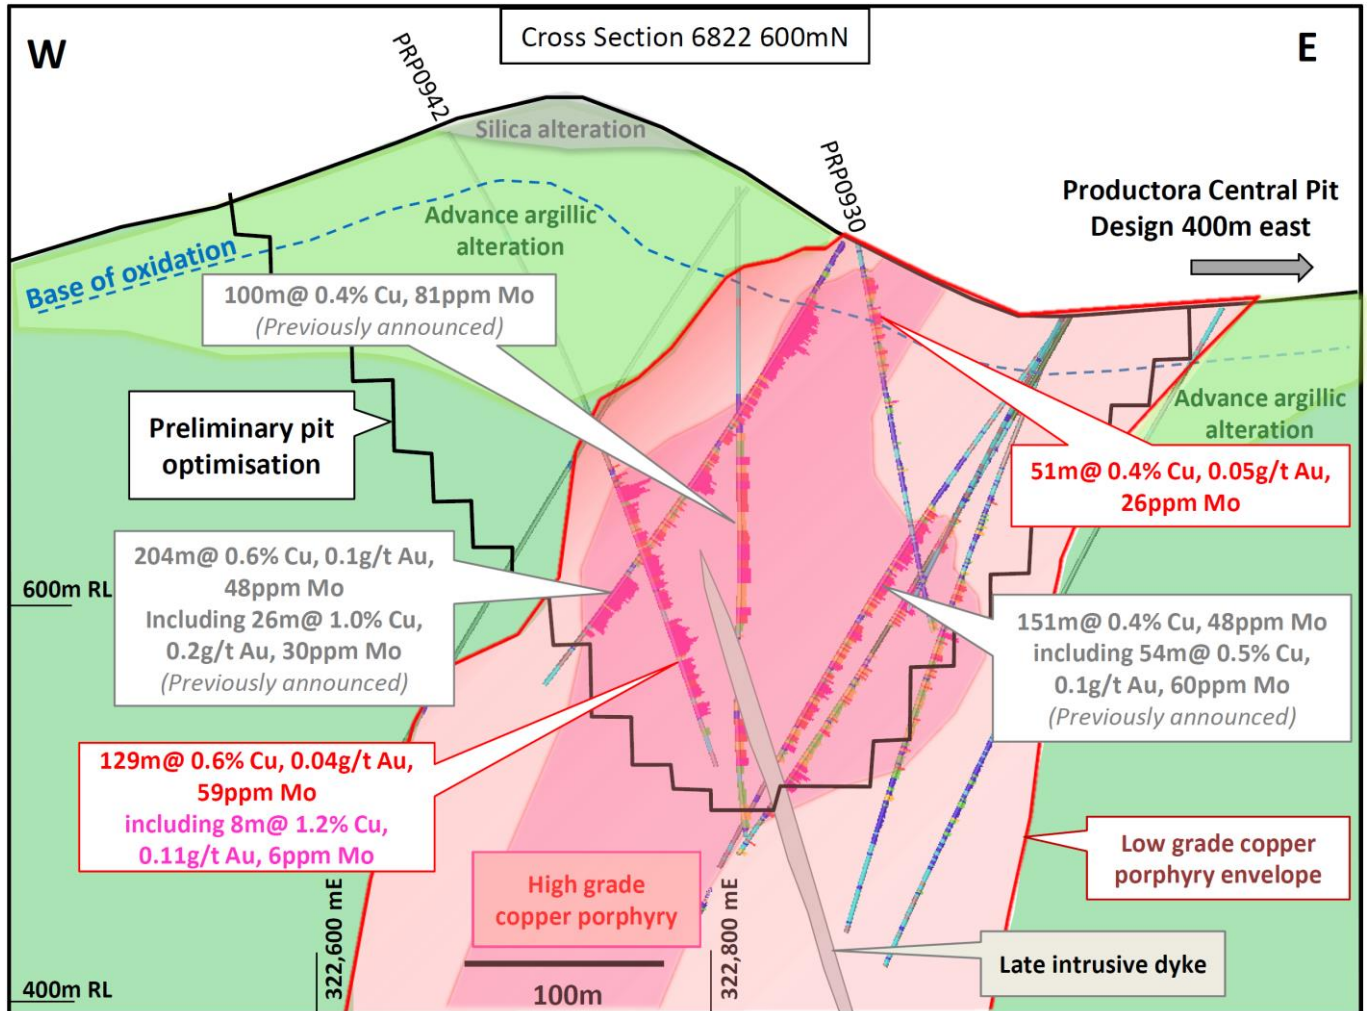 Cross Section 6822 600mN
W
E
PRP0942
Silica alteration
PRP0930
Productora Central Pit
Design 400m east
Advance argillic
alteration
Base of oxidation
100m@ 0.4% Cu, 81ppm Mo
(Previously announced)
Preliminary pit
optimisation
Advance argillic
alteration
51m@ 0.4% Cu, 0.05g/t Au,
26ppm Mo
204m@ 0.6% Cu, 0.1g/t Au,
48ppm Mo
Including 26m@ 1.0% Cu,
0.2g/t Au, 30ppm Mo
(Previously announced)
600m RL
151m@ 0.4% Cu, 48ppm Mo
including 54m@ 0.5% Cu,
0.1g/t Au, 60ppm Mo
(Previously announced)
129m@ 0.6% Cu, 0.04g/t Au,
59ppm Mo
including 8m@ 1.2% Cu,
0.11g/t Au, 6ppm Mo
Low grade copper
porphyry envelope
High grade
copper porphyry
322,600 mE
322,800 mE
Late intrusive dyke
400m RL
100m